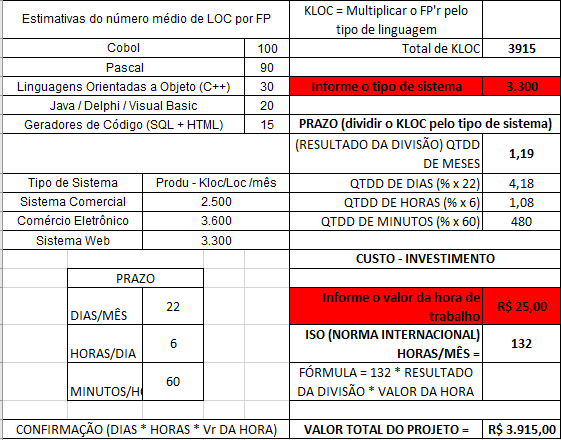 Estimativas do número médio de LOC por FP
Cobol 100
Pascal 90
Linguagens Orientadas a Objeto (C++) 30
Java / Delphi / Visual Basic 20
Geradores de Código (SQL + HTML) 15
Tipo de Sistema Produ - Kloc/Loc /mês
Sistema Comercial 2.500
Comércio Eletrônico 3.600
Sistema Web 3.300
PRAZO
DIAS/MÊS 22
HORAS/DIA 6
MINUTOS/HO 60
CONFIRMAÇÃO (DIAS * HORAS * Vr DA HORA)
KLOC = Multiplicar o FP'r pelo
tipo de linguagem
Total de KLOC 3915
Informe o tipo de sistema 3.300
PRAZO (dividir o KLOC pelo tipo de sistema)
(RESULTADO DA DIVISÃO) QTDD
DE MESES 1,19
QTDD DE DIAS (% x 22) 4,18
QTDD DE HORAS (% x 6) 1,08
QTDD DE MINUTOS (% x 60) 480
CUSTO - INVESTIMENTO
Informe o valor da hora de
trabalho R$ 25,00
ISO (NORMA INTERNACIONAL)
HORAS/MÊS = 132
FÓRMULA = 132 * RESULTADO
DA DIVISÃO * VALOR DA HORA
VALOR TOTAL DO PROJETO = R$ 3.915,00